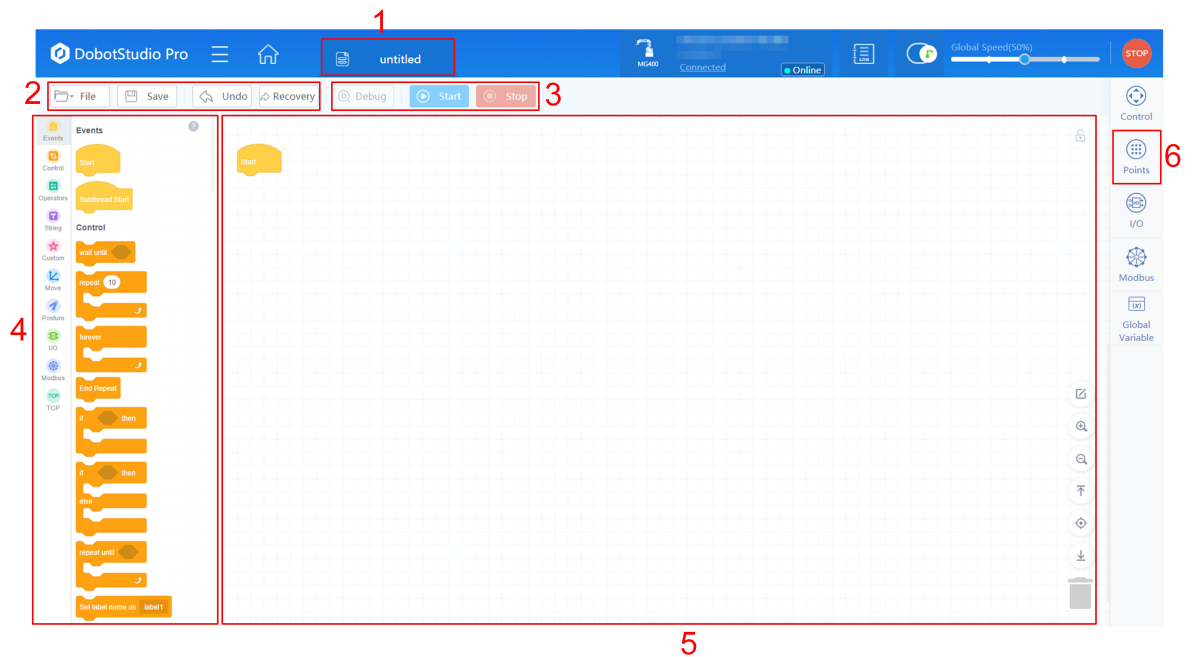 1
DobotStudio Pro
untitled
MG400
Connected
Online
LOG
Global Speed(50%)
STOP
2
File
Save
Undo
Recovery
Debug
Start
Stop
3
Control
Points
6
I/O
Modbus
(x)
Global
Variable
4
Events
Control
Operators
String
Custom
Move
Posture
I/O
Modbus
TCP
TCP
Events
?
Start
Subthread Start
Control
wait until
repeat 10
forever
End Repeat
if then
if then
else
repeat until
Set label name as label1
Start
5